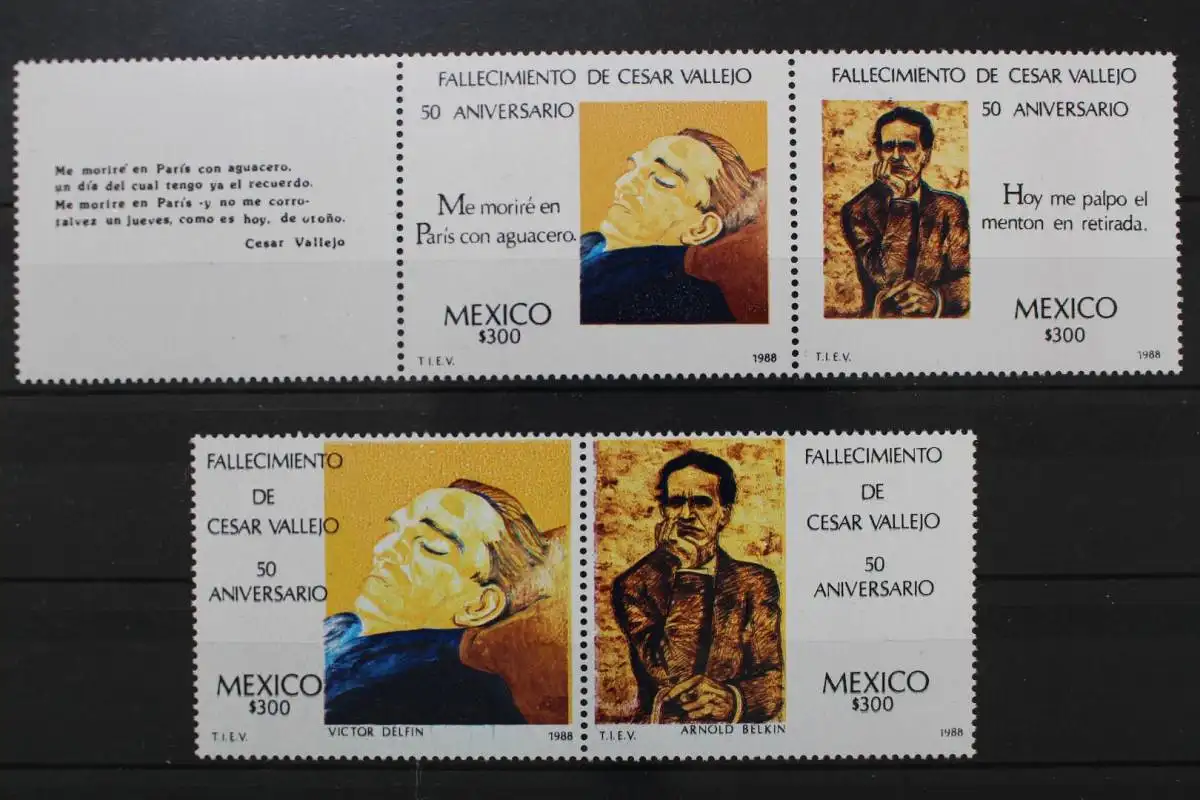 Me moriré en París con aguacero,
un día del cual tengo ya el recuerdo.
Me morire en París -y no me corro-
talvez un jueves, como es hoy, de otoño.
Cesar Vallejo
FALLECIMIENTO DE CESAR VALLEJO
50 ANIVERSARIO
Me moriré en
París con aguacero.
MEXICO
$300
T.I.E.V.
1988
FALLECIMIENTO DE CESAR VALLEJO
50 ANIVERSARIO
Hoy me palpo el
menton en retirada.
MEXICO
$300
T.I.E.V.
1988
FALLECIMIENTO
DE
CESAR VALLEJO
50
ANIVERSARIO
MEXICO
$300
T.I.E.V.
VICTOR DELFIN
1988
FALLECIMIENTO
DE
CESAR VALLEJO
50
ANIVERSARIO
MEXICO
$300
T.I.E.V.
ARNOLD BELKIN
1988